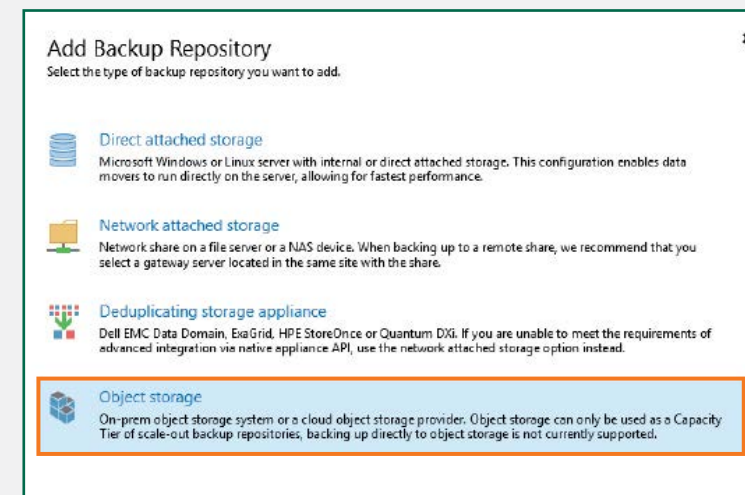 Add Backup Repository
Select the type of backup repository you want to add.
Direct attached storage
Microsoft Windows or Linux server with internal or direct attached storage. This configuration enables data
movers to run directly on the server, allowing for fastest performance.
Network attached storage
Network share on a file server or a NAS device. When backing up to a remote share, we recommend that you
select a gateway server located in the same site with the share.
Deduplicating storage appliance
Dell EMC Data Domain, ExaGrid, HPE StoreOnce or Quantum DXi. If you are unable to meet the requirements of
advanced integration via native appliance API, use the network attached storage option instead.
Object storage
On-prem object storage system or a cloud object storage provider. Object storage can only be used as a Capacity
Tier of scale-out backup repositories, backing up directly to object storage is not currently supported.